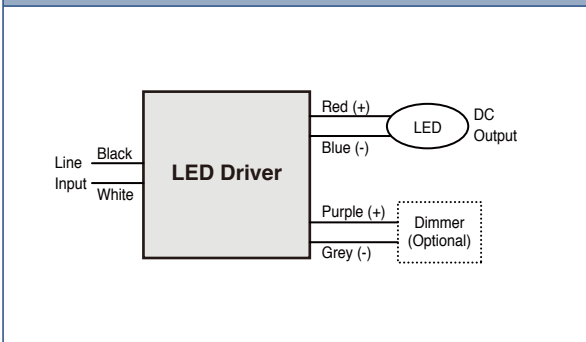 Line
Input
Black
White
LED Driver
Red (+)
Blue (-)
LED
DC
Output
Purple (+)
Grey (-)
Dimmer
(Optional)